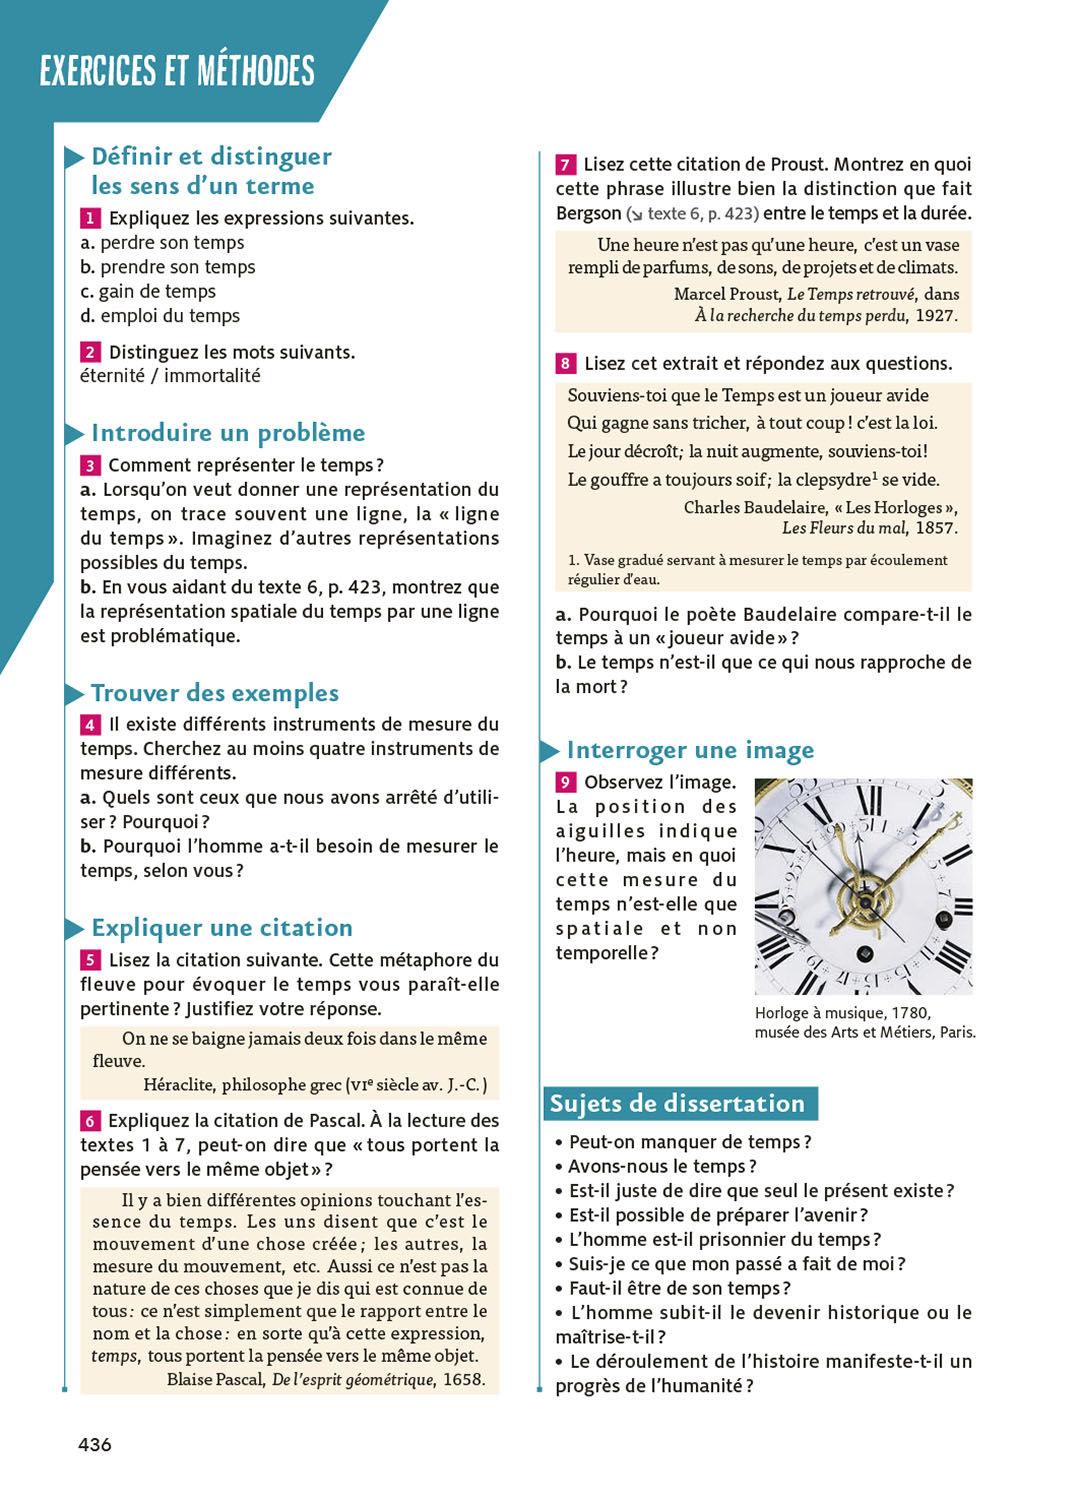 EXERCICES ET MÉTHODES
Définir et distinguer
les sens d'un terme
1 Expliquez les expressions suivantes.
a. perdre son temps
b. prendre son temps
c. gain de temps
d. emploi du temps
2 Distinguez les mots suivants.
éternité / immortalité
Introduire un problème
3 Comment représenter le temps ?
a. Lorsqu'on veut donner une représentation du
temps, on trace souvent une ligne, la « ligne
du temps ». Imaginez d'autres représentations
possibles du temps.
b. En vous aidant du texte 6, p. 423, montrez que
la représentation spatiale du temps par une ligne
est problématique.
Trouver des exemples
4 Il existe différents instruments de mesure du
temps. Cherchez au moins quatre instruments de
mesure différents.
a. Quels sont ceux que nous avons arrêté d'utili-
ser ? Pourquoi ?
b. Pourquoi l'homme a-t-il besoin de mesurer le
temps, selon vous ?
Expliquer une citation
5 Lisez la citation suivante. Cette métaphore du
fleuve pour évoquer le temps vous paraît-elle
pertinente ? Justifiez votre réponse.
On ne se baigne jamais deux fois dans le même
fleuve.
Héraclite, philosophe grec (VIe siècle av. J.-C.)
6 Expliquez la citation de Pascal. À la lecture des
textes 1 à 7, peut-on dire que « tous portent la
pensée vers le même objet » ?
Il y a bien différentes opinions touchant l'es-
sence du temps. Les uns disent que c'est le
mouvement d'une chose créée ; les autres, la
mesure du mouvement, etc. Aussi ce n'est pas la
nature de ces choses que je dis qui est connue de
tous : ce n'est simplement que le rapport entre le
nom et la chose : en sorte qu'à cette expression,
temps, tous portent la pensée vers le même objet.
Blaise Pascal, De l'esprit géométrique, 1658.
436
7 Lisez cette citation de Proust. Montrez en quoi
cette phrase illustre bien la distinction que fait
Bergson (↘ texte 6, p. 423) entre le temps et la durée.
Une heure n'est pas qu'une heure, c'est un vase
rempli de parfums, de sons, de projets et de climats.
Marcel Proust, Le Temps retrouvé, dans
À la recherche du temps perdu, 1927.
8 Lisez cet extrait et répondez aux questions.
Souviens-toi que le Temps est un joueur avide
Qui gagne sans tricher, à tout coup ! c'est la loi.
Le jour décroît ; la nuit augmente, souviens-toi !
Le gouffre a toujours soif ; la clepsydre1 se vide.
Charles Baudelaire, « Les Horloges »,
Les Fleurs du mal, 1857.
1. Vase gradué servant à mesurer le temps par écoulement
régulier d'eau.
a. Pourquoi le poète Baudelaire compare-t-il le
temps à un « joueur avide » ?
b. Le temps n'est-il que ce qui nous rapproche de
la mort ?
Interroger une image
9 Observez l'image.
La position des
aiguilles indique
l'heure, mais en quoi
cette mesure du
temps n'est-elle que
spatiale et non
temporelle ?
Horloge à musique, 1780,
musée des Arts et Métiers, Paris.
Sujets de dissertation
• Peut-on manquer de temps ?
• Avons-nous le temps ?
• Est-il juste de dire que seul le présent existe ?
• Est-il possible de préparer l'avenir ?
• L'homme est-il prisonnier du temps ?
• Suis-je ce que mon passé a fait de moi ?
• Faut-il être de son temps ?
• L'homme subit-il le devenir historique ou le
maîtrise-t-il ?
• Le déroulement de l'histoire manifeste-t-il un
progrès de l'humanité ?